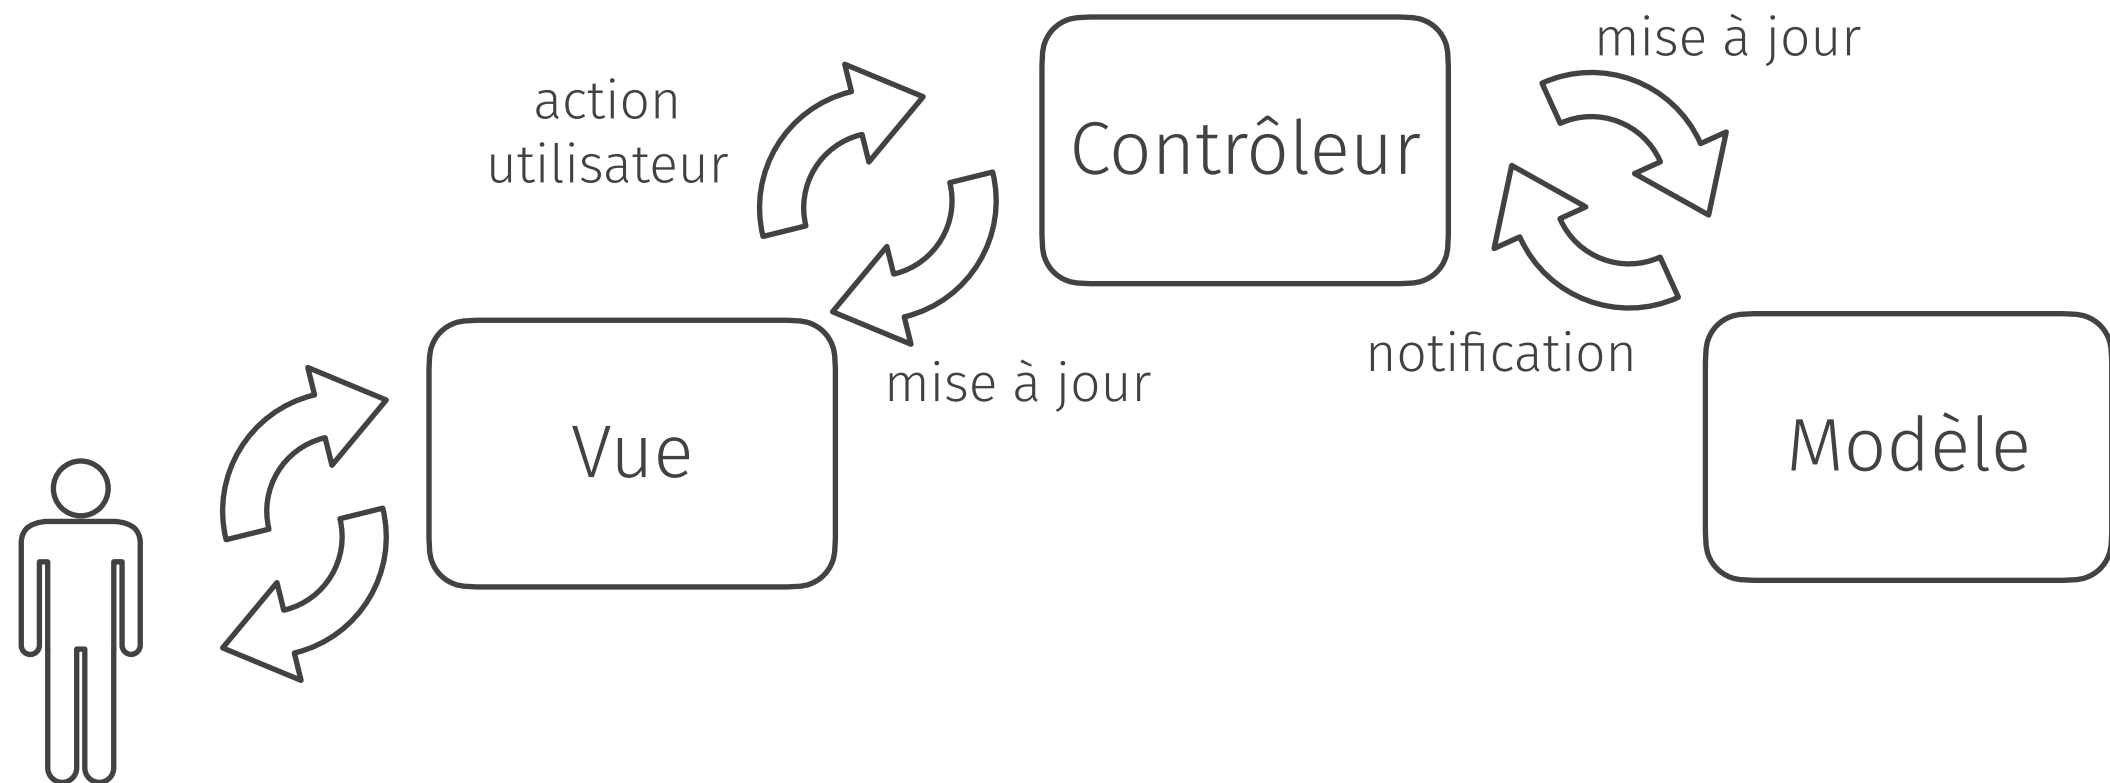 mise à jour
action
utilisateur
Contrôleur
notification
mise à jour
Vue
Modèle